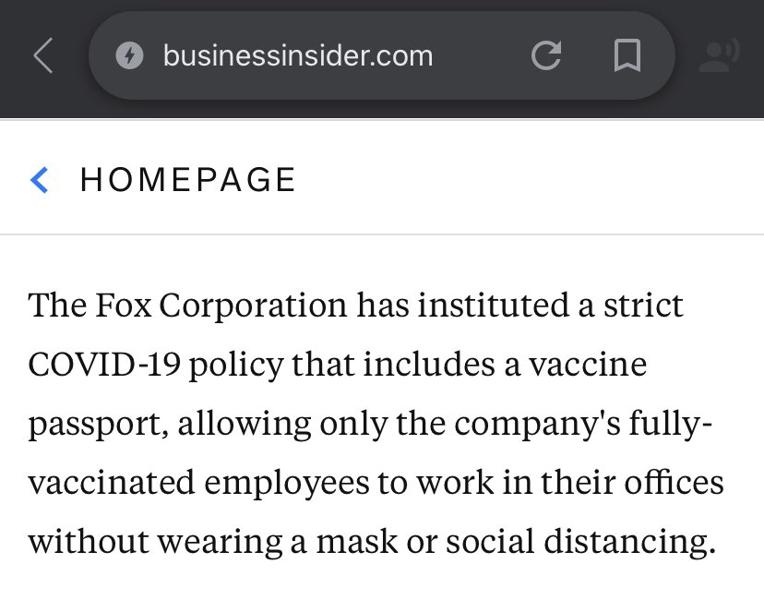 businessinsider.com
HOMEPAGE
The Fox Corporation has instituted a strict
COVID-19 policy that includes a vaccine
passport, allowing only the company's fully-
vaccinated employees to work in their offices
without wearing a mask or social distancing.